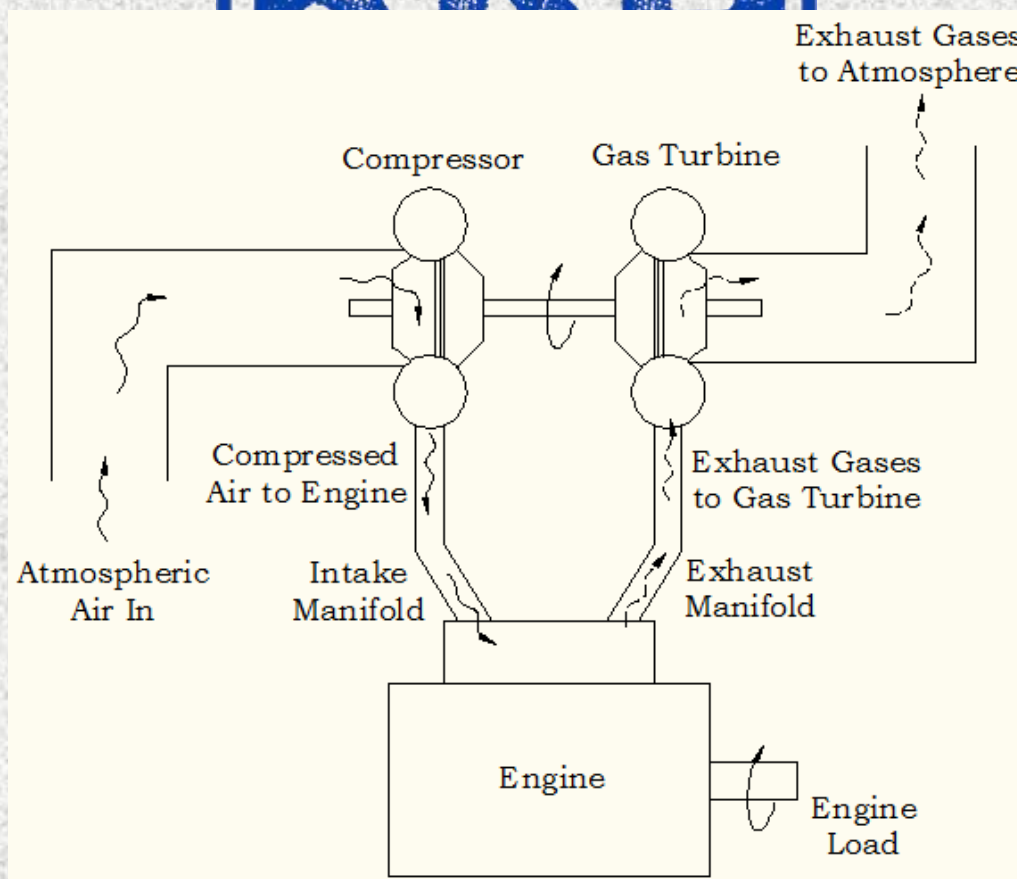 Exhaust Gases
to Atmosphere
Compressor
Gas Turbine
Compressed
Air to Engine
Exhaust Gases
to Gas Turbine
Atmospheric
Air In
Intake
Manifold
Exhaust
Manifold
Engine
Engine
Load